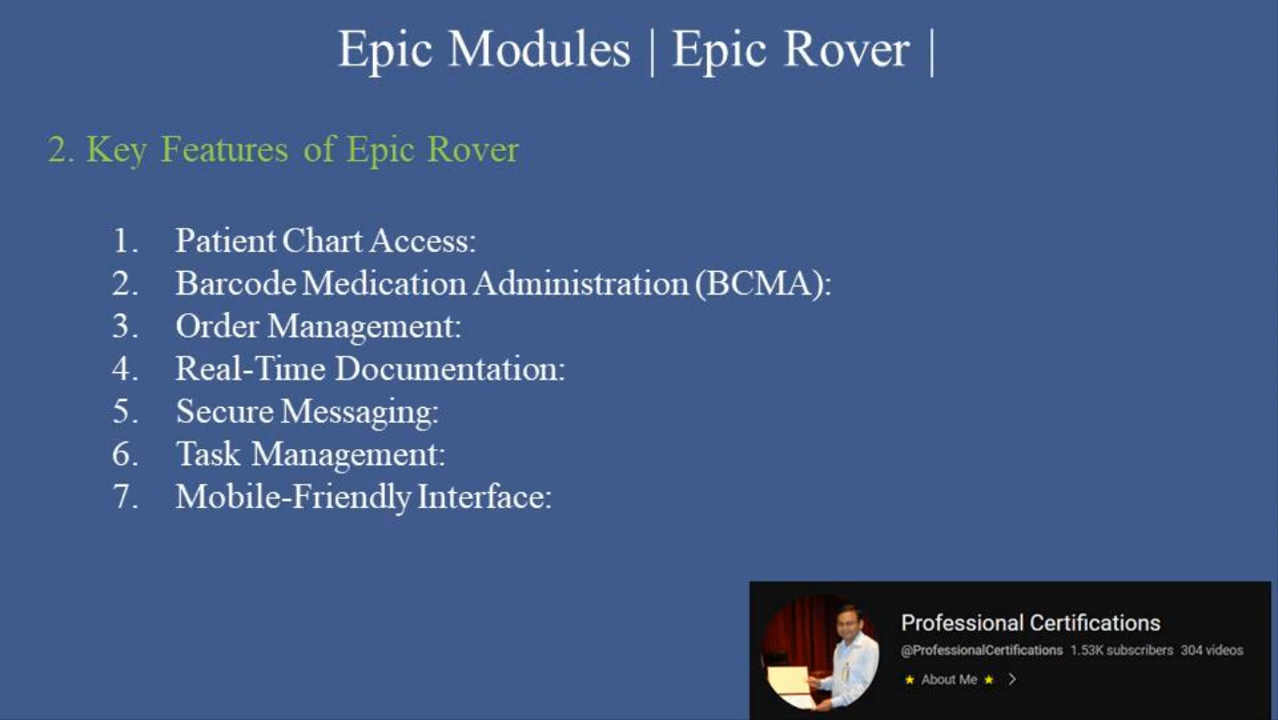 Epic Modules | Epic Rover |
2. Key Features of Epic Rover
1. Patient Chart Access:
2. Barcode Medication Administration (BCMA):
3. Order Management:
4. Real-Time Documentation:
5. Secure Messaging:
6. Task Management:
7. Mobile-Friendly Interface:
Professional Certifications
@ProfessionalCertifications 1.53K subscribers 304 videos
★ About Me ★ >